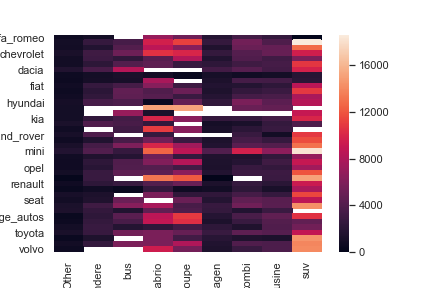 fa_romeo
chevrolet
dacia
fiat
hyundai
kia
nd_rover
mini
opel
renault
seat
ge_autos
toyota
volvo
Other
ndere
bus
abrio
oupe
agen
ombi
usine
suv
16000
12000
8000
4000
0